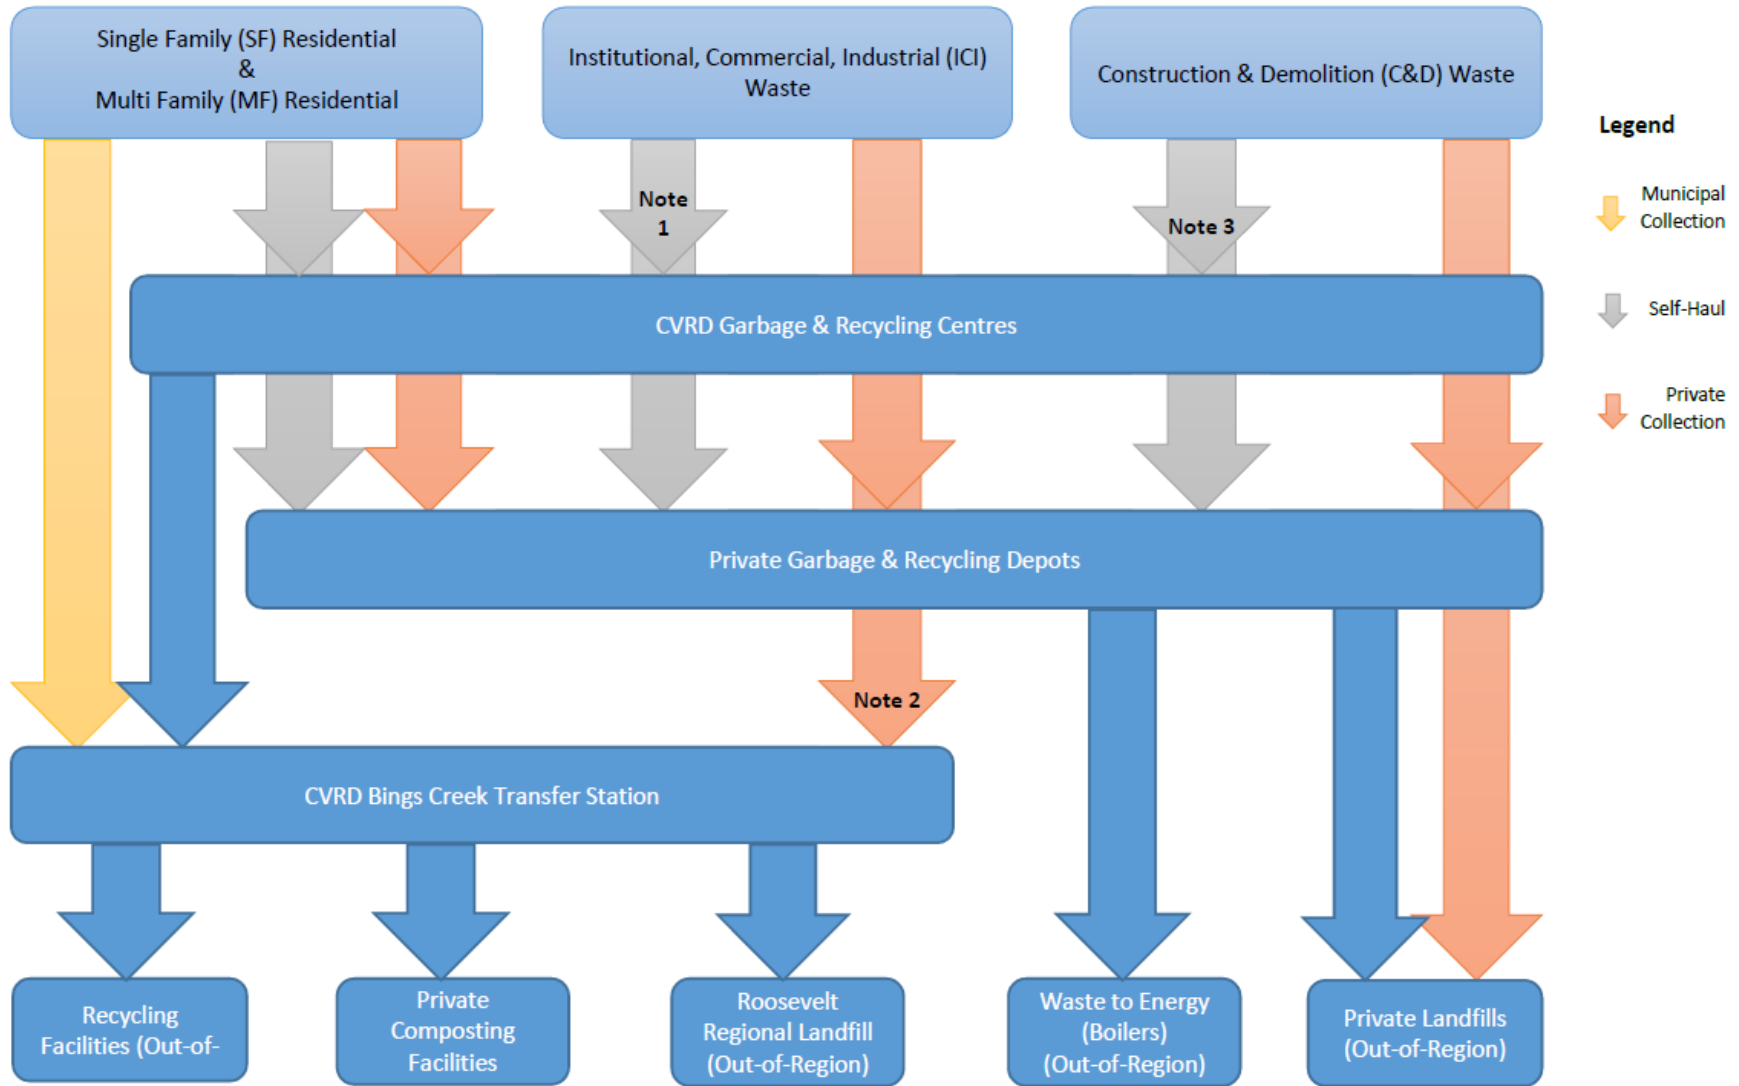 Single Family (SF) Residential
&
Multi Family (MF) Residential
Institutional, Commercial, Industrial (ICI)
Waste
Construction & Demolition (C&D) Waste
Legend
Municipal
Collection
Self-Haul
Private
Collection
Note
1
Note 3
CVRD Garbage & Recycling Centres
Private Garbage & Recycling Depots
Note 2
CVRD Bings Creek Transfer Station
Recycling
Facilities (Out-of-
Private
Composting
Facilities
Roosevelt
Regional Landfill
(Out-of-Region)
Waste to Energy
(Boilers)
(Out-of-Region)
Private Landfills
(Out-of-Region)